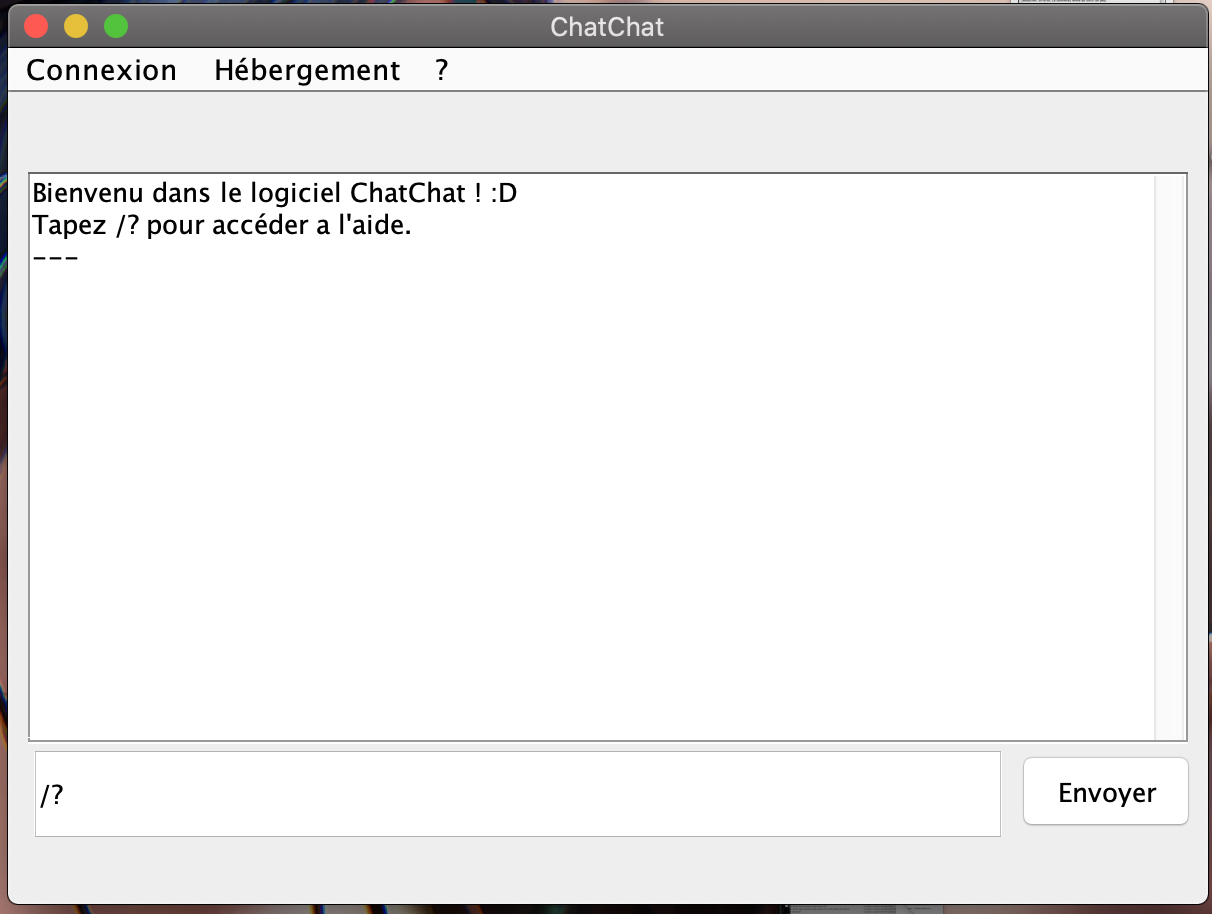 ChatChat
Connexion Hébergement ?
Bienvenu dans le logiciel ChatChat ! :D
Tapez /? pour accéder a l'aide.
---
/?
Envoyer